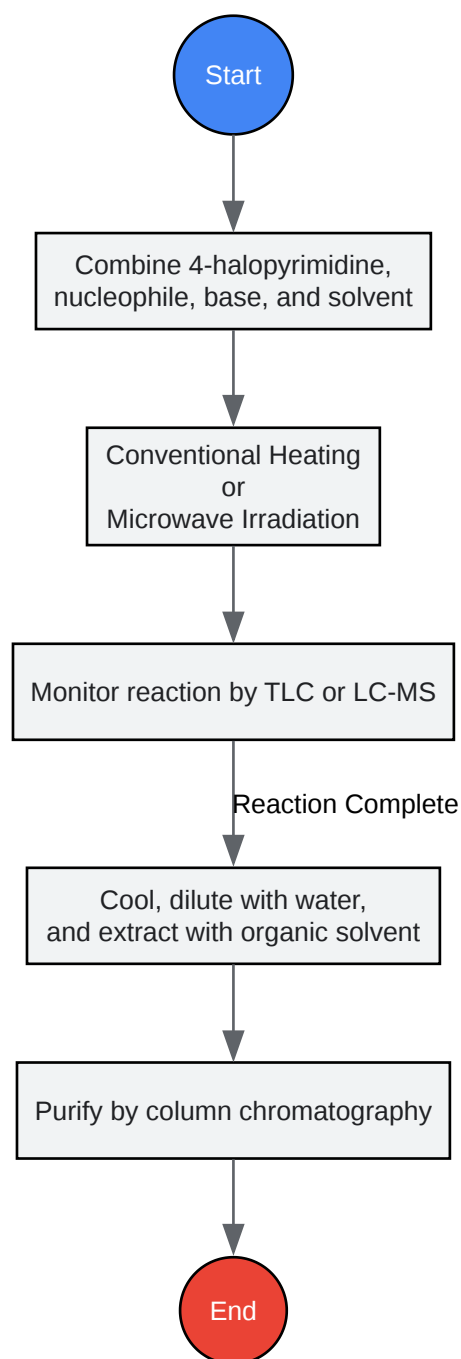 Start
Combine 4-halopyrimidine,
nucleophile, base, and solvent
Conventional Heating
or
Microwave Irradiation
Monitor reaction by TLC or LC-MS
Reaction Complete
Cool, dilute with water,
and extract with organic solvent
Purify by column chromatography
End